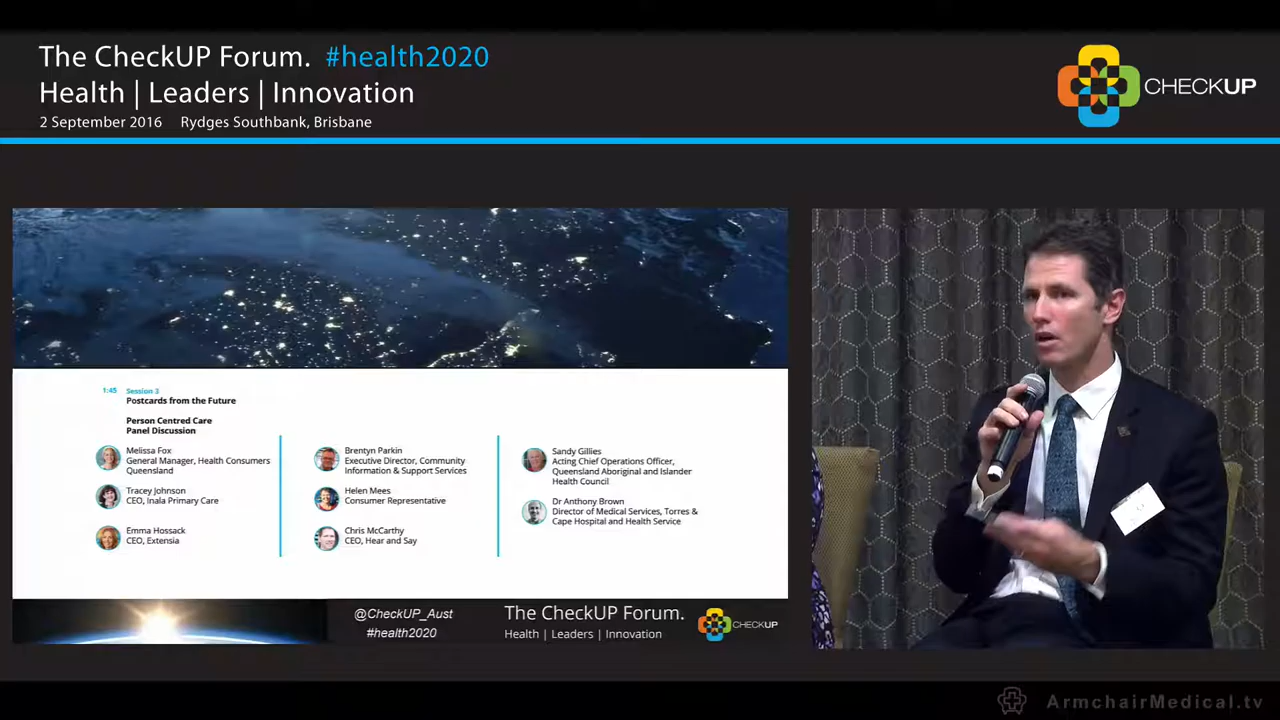 The CheckUP Forum. #health2020
Health | Leaders | Innovation
2 September 2016 Rydges Southbank, Brisbane
CHECKUP
1:45 Session 3
Postcards from the Future
Person Centred Care
Panel Discussion
Melissa Fox
General Manager, Health Consumers
Queensland
Tracey Johnson
CEO, Inala Primary Care
Emma Hossack
CEO, Extensia
Brentyn Parkin
Executive Director, Community
Information & Support Services
Helen Mees
Consumer Representative
Chris McCarthy
CEO, Hear and Say
Sandy Gillies
Acting Chief Operations Officer,
Queensland Aboriginal and Islander
Health Council
Dr Anthony Brown
Director of Medical Services, Torres &
Cape Hospital and Health Service
@CheckUP_Aust
#health2020
The CheckUP Forum.
Health | Leaders | Innovation
CHECKUP
ArmchairMedical.tv